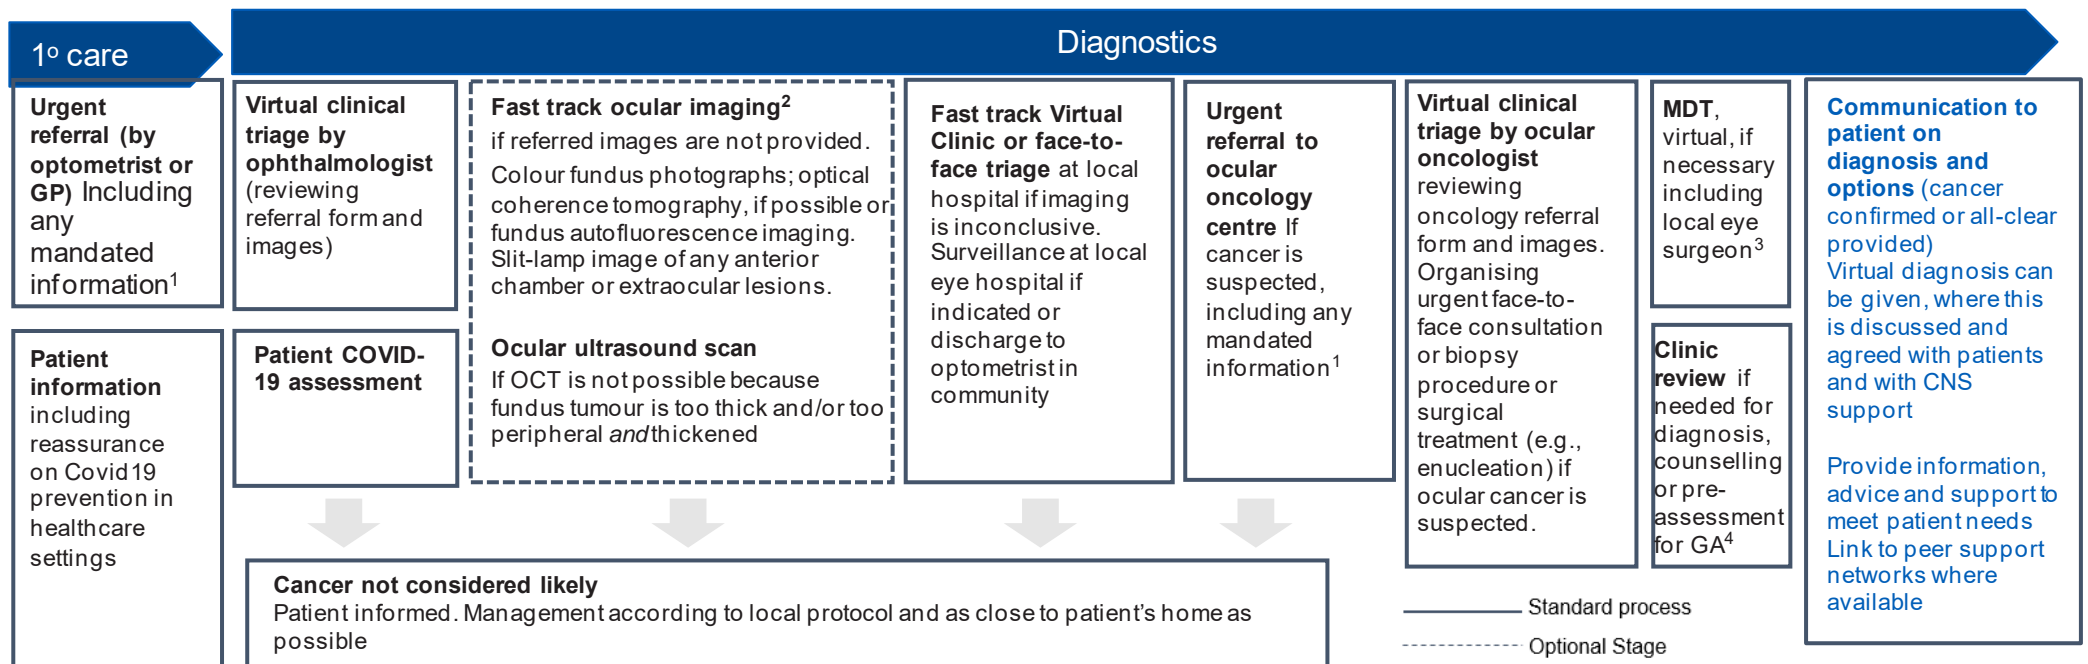 1º care
Diagnostics
Urgent
referral (by
optometrist or
GP) Including
any
mandated
information1
Patient
information
including
reassurance
on Covid19
prevention in
healthcare
settings
Virtual clinical
triage by
ophthalmologist
(reviewing
referral form and
images)
Patient COVID-
19 assessment
Fast track ocular imaging2
if referred images are not provided.
Colour fundus photographs; optical
coherence tomography, if possible or
fundus autofluorescence imaging.
Slit-lamp image of any anterior
chamber or extraocular lesions.
Ocular ultrasound scan
If OCT is not possible because
fundus tumour is too thick and/or too
peripheral and thickened
Fast track Virtual
Clinic or face-to-
face triage at local
hospital if imaging
is inconclusive.
Surveillance at local
eye hospital if
indicated or
discharge to
optometrist in
community
Urgent
referral to
ocular
oncology
centre If
cancer is
suspected,
including any
mandated
information1
Virtual clinical
triage by ocular
oncologist
reviewing
oncology referral
form and images.
Organising
urgent face-to-
face consultation
or biopsy
procedure or
surgical
treatment (e.g.,
enucleation) if
ocular cancer is
suspected.
MDT,
virtual, if
necessary
including
local eye
surgeon3
Clinic
review if
needed for
diagnosis,
counselling
or pre-
assessment
for GA4
Communication to
patient on
diagnosis and
options (cancer
confirmed or all-clear
provided)
Virtual diagnosis can
be given, where this
is discussed and
agreed with patients
and with CNS
support
Provide information,
advice and support to
meet patient needs
Link to peer support
networks where
available
Cancer not considered likely
Patient informed. Management according to local protocol and as close to patient's home as
possible
Standard process
Optional Stage